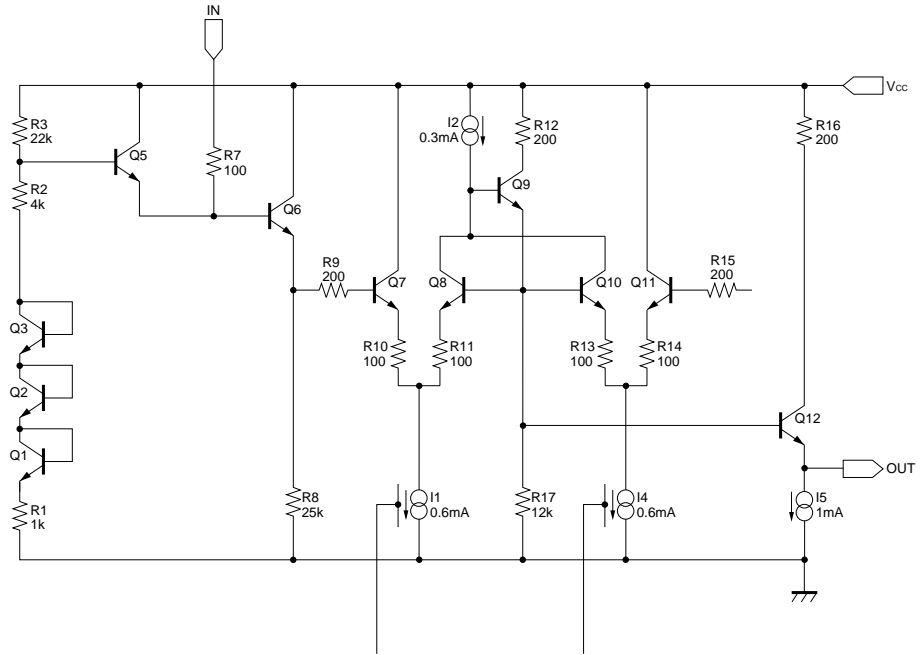 IN
Vcc
R3
22k
Q5
R7
100
I2
0.3mA
R12
200
R16
200
R2
4k
Q9
Q6
R9
200
Q7
Q8
Q10
Q11
R15
200
Q3
R10
100
R11
100
R13
100
R14
100
Q2
Q12
Q1
OUT
R1
1k
R8
25k
I1
0.6mA
R17
12k
I4
0.6mA
I5
1mA